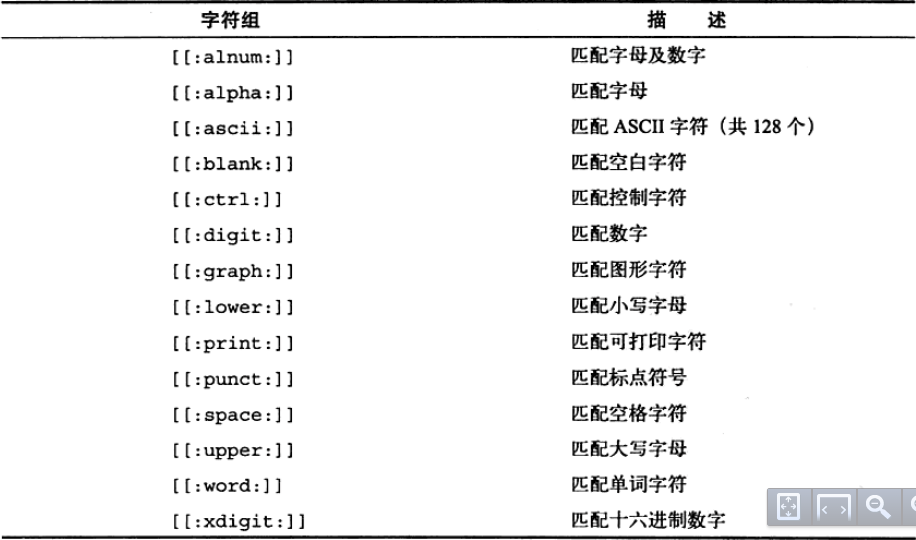 字符组 描 述
[[:alnum:]] 匹配字母及数字
[[:alpha:]] 匹配字母
[[:ascii:]] 匹配 ASCII 字符（共 128 个）
[[:blank:]] 匹配空白字符
[[:ctrl:]] 匹配控制字符
[[:digit:]] 匹配数字
[[:graph:]] 匹配图形字符
[[:lower:]] 匹配小写字母
[[:print:]] 匹配可打印字符
[[:punct:]] 匹配标点符号
[[:space:]] 匹配空格字符
[[:upper:]] 匹配大写字母
[[:word:]] 匹配单词字符
[[:xdigit:]] 匹配十六进制数字